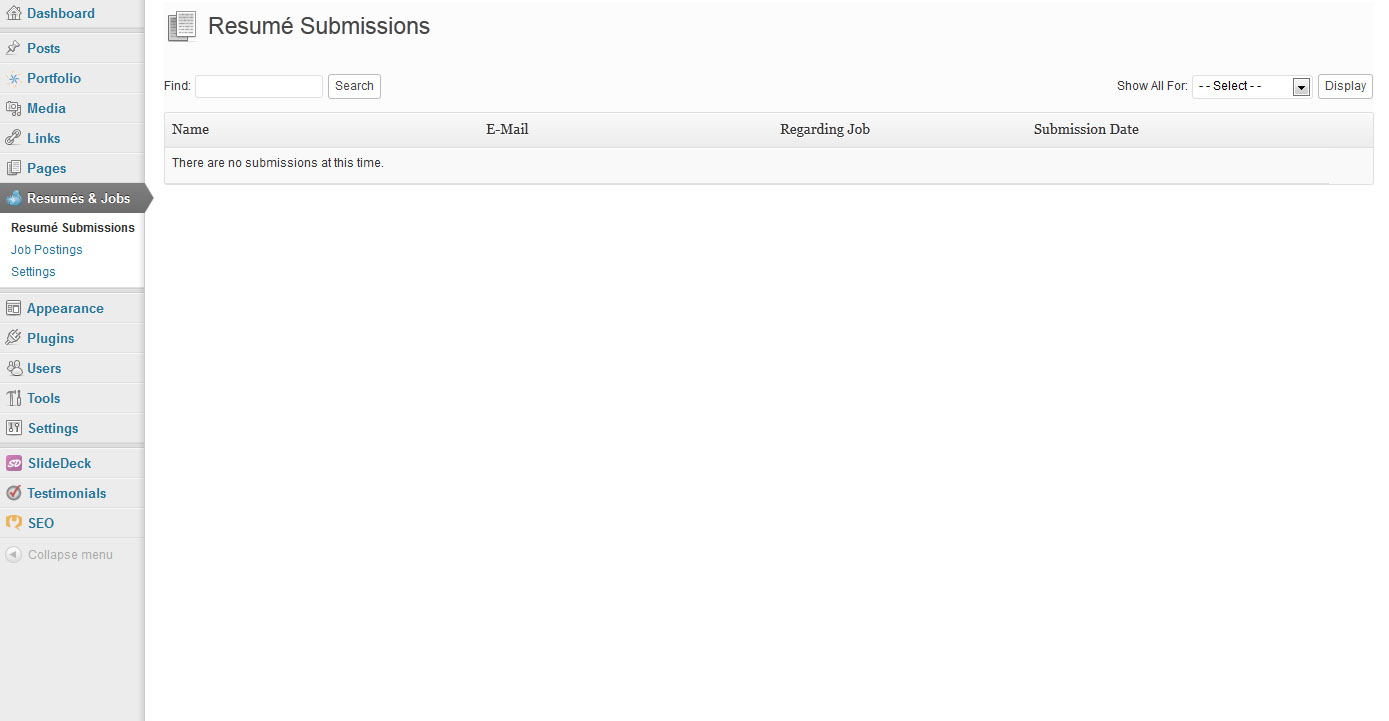 Dashboard
Posts
Portfolio
Media
Links
Pages
Resumés & Jobs
Resumé Submissions
Job Postings
Settings
Appearance
Plugins
Users
Tools
Settings
SD SlideDeck
Testimonials
SEO
Collapse menu
Resumé Submissions
Find: Search Show All For: - - Select - - Display
Name E-Mail Regarding Job Submission Date
There are no submissions at this time.